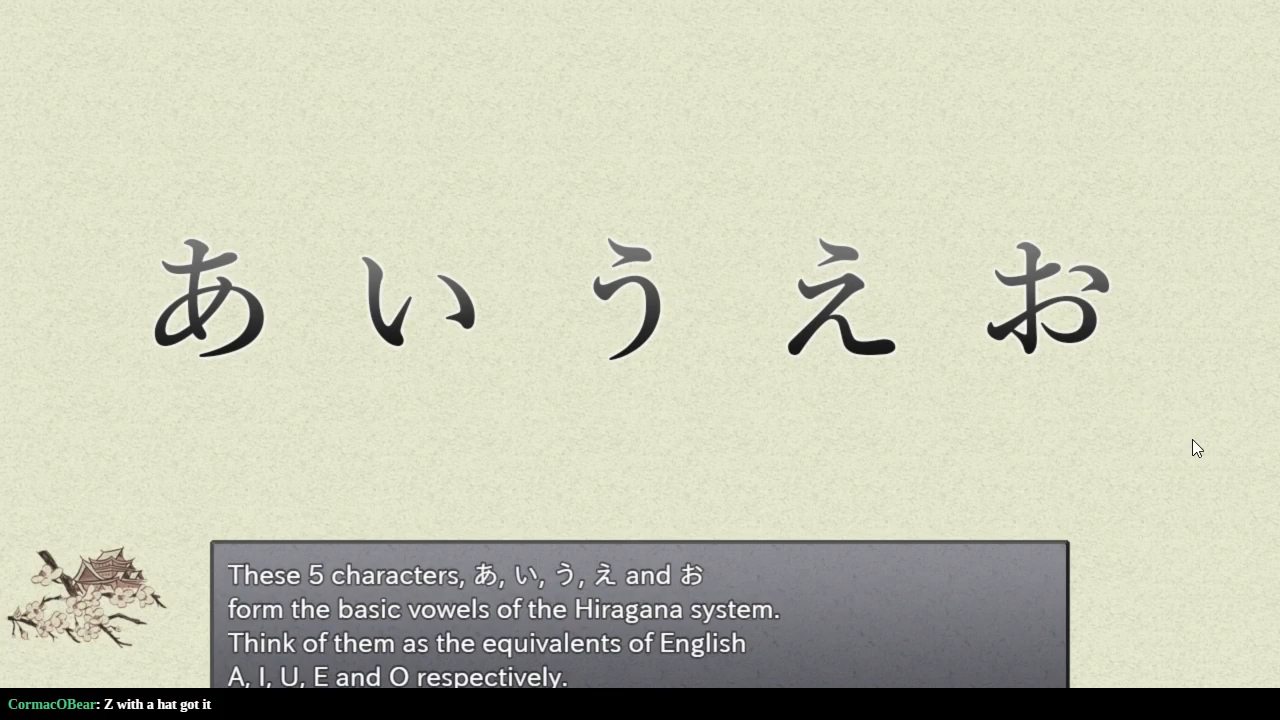 あ い う え お
These 5 characters, あ, い, う, え and お
form the basic vowels of the Hiragana system.
Think of them as the equivalents of English
A, I, U, E and O respectively.
CormacOBear: Z with a hat got it